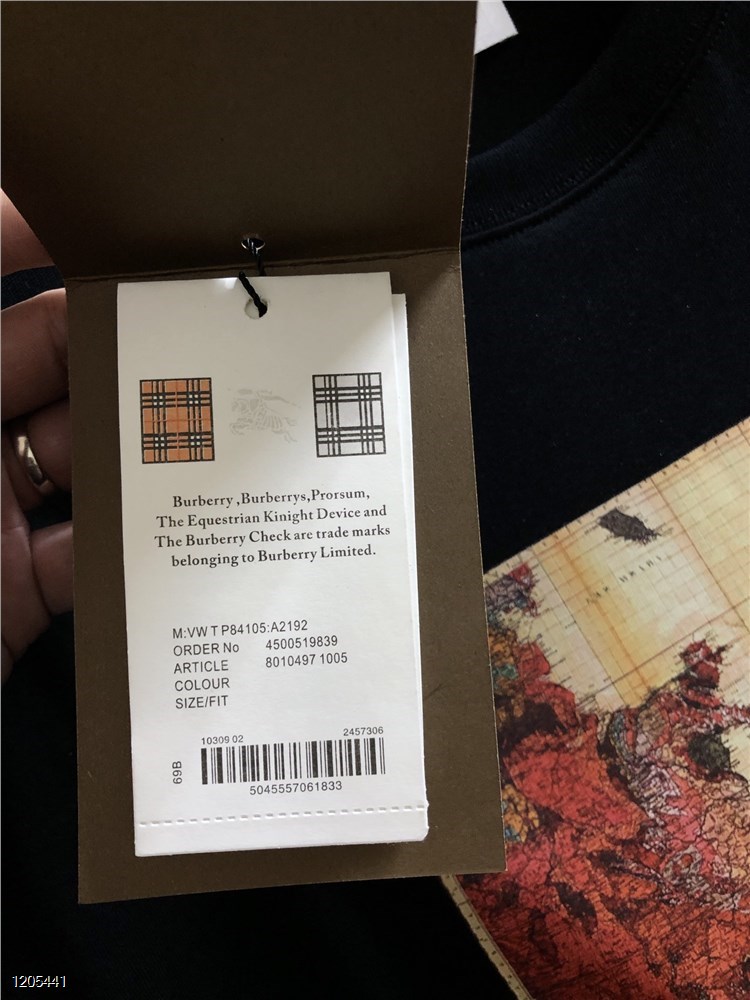 Burberry ,Burberrys,Prorsum,
The Equestrian Kinight Device and
The Burberry Check are trade marks
belonging to Burberry Limited.
M:VW T P84105:A2192
ORDER No 4500519839
ARTICLE 8010497 1005
COLOUR
SIZE/FIT
10309 02 2457306
69B
5045557061833
1205441